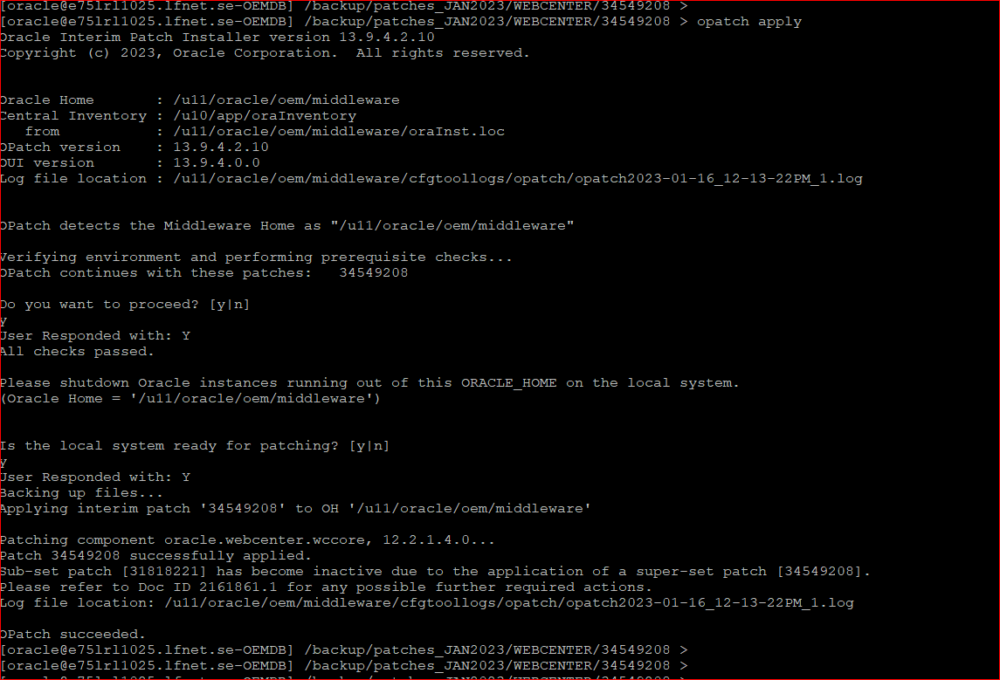 [oracle@e75lrl1025.lfnet.se-OEMDB] /backup/patches_JAN2023/WEBCENTER/34549208 >
[oracle@e75lrl1025.lfnet.se-OEMDB] /backup/patches_JAN2023/WEBCENTER/34549208 > opatch apply
Oracle Interim Patch Installer version 13.9.4.2.10
Copyright (c) 2023, Oracle Corporation.  All rights reserved.
Oracle Home       : /u11/oracle/oem/middleware
Central Inventory : /u10/app/oraInventory
   from           : /u11/oracle/oem/middleware/oraInst.loc
OPatch version    : 13.9.4.2.10
OUI version       : 13.9.4.0.0
Log file location : /u11/oracle/oem/middleware/cfgtoollogs/opatch/opatch2023-01-16_12-13-22PM_1.log
OPatch detects the Middleware Home as "/u11/oracle/oem/middleware"
Verifying environment and performing prerequisite checks...
OPatch continues with these patches:   34549208
Do you want to proceed? [y|n]
y
User Responded with: Y
All checks passed.
Please shutdown Oracle instances running out of this ORACLE_HOME on the local system.
(Oracle Home = '/u11/oracle/oem/middleware')
Is the local system ready for patching? [y|n]
y
User Responded with: Y
Backing up files...
Applying interim patch '34549208' to OH '/u11/oracle/oem/middleware'
Patching component oracle.webcenter.wccore, 12.2.1.4.0...
Patch 34549208 successfully applied.
Sub-set patch [31818221] has become inactive due to the application of a super-set patch [34549208].
Please refer to Doc ID 2161861.1 for any possible further required actions.
Log file location: /u11/oracle/oem/middleware/cfgtoollogs/opatch/opatch2023-01-16_12-13-22PM_1.log
OPatch succeeded.
[oracle@e75lrl1025.lfnet.se-OEMDB] /backup/patches_JAN2023/WEBCENTER/34549208 >
[oracle@e75lrl1025.lfnet.se-OEMDB] /backup/patches_JAN2023/WEBCENTER/34549208 >